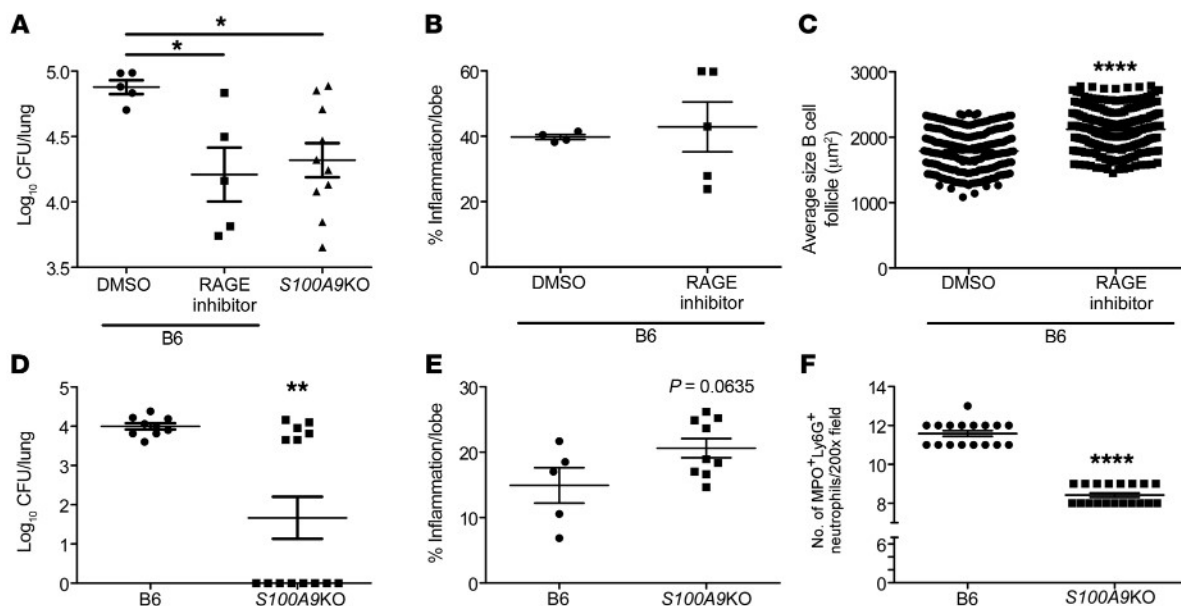 A
*
*
Log₁₀ CFU/lung
5.0
4.5
4.0
3.5
DMSO
RAGE
inhibitor
S100A9KO
B6
B
% Inflammation/lobe
60
40
20
0
DMSO
RAGE
inhibitor
B6
C
****
Average size B cell
follicle (µm²)
3000
2000
1000
0
DMSO
RAGE
inhibitor
B6
D
**
Log₁₀ CFU/lung
5
4
3
2
1
0
B6
S100A9KO
E
P = 0.0635
% Inflammation/lobe
30
20
10
0
B6
S100A9KO
F
****
No. of MPO⁺Ly6G⁺
neutrophils/200x field
14
12
10
8
6
4
2
0
B6
S100A9KO